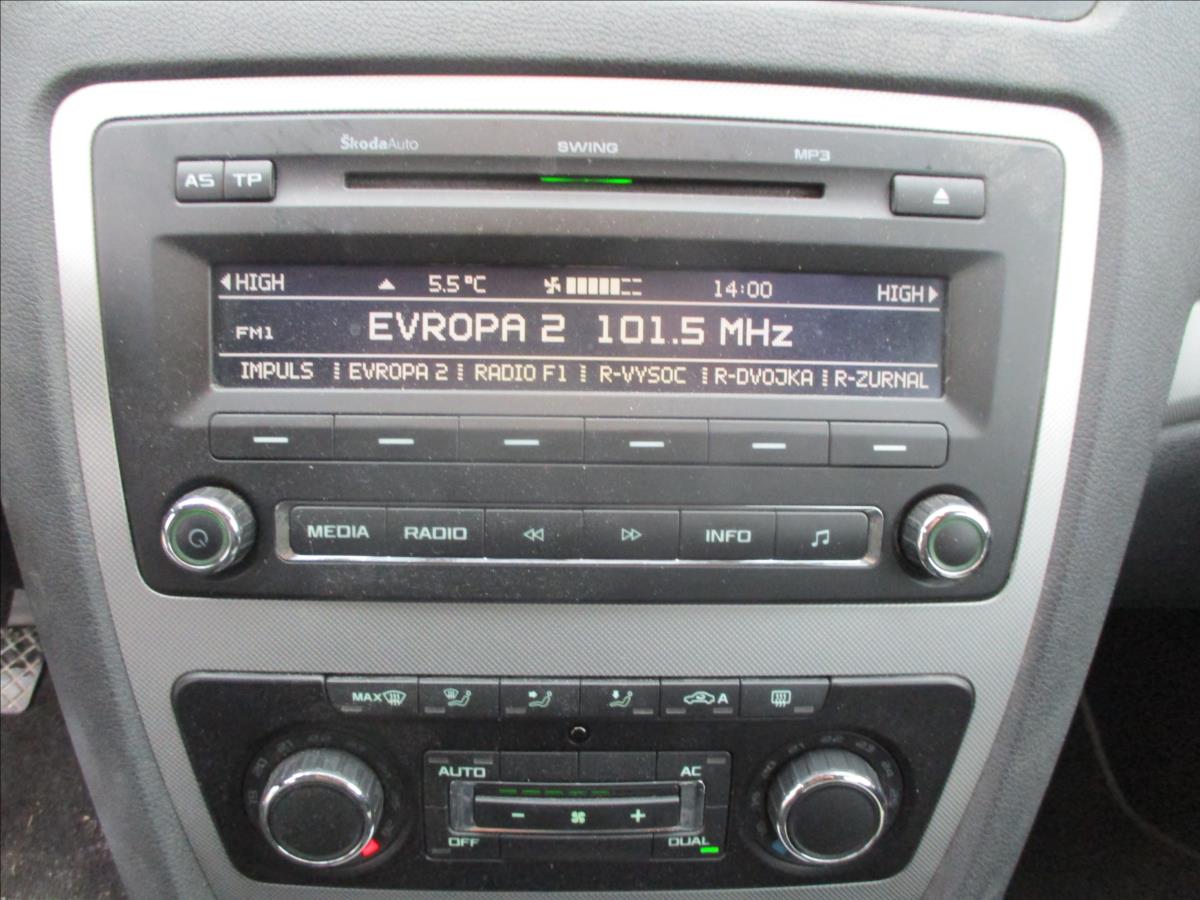 ŠkodaAuto SWING MP3
AS TP
HIGH 5.5°C 14:00 HIGH
FM1 EVROPA 2 101.5 MHz
IMPULS EVROPA 2 RADIO F1 R-VYSOC R-DVOJKA R-ZURNAL
MEDIA RADIO INFO
MAX A
AUTO AC
- +
OFF DUAL